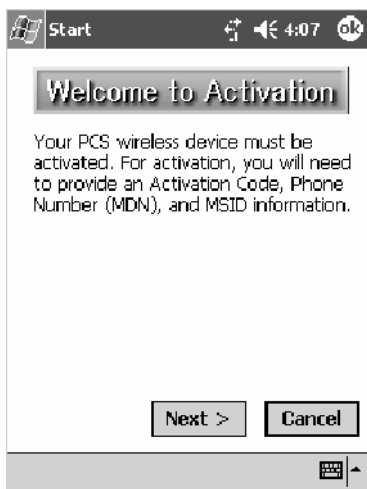 Start 4:07 ok
Welcome to Activation
Your PCS wireless device must be
activated. For activation, you will need
to provide an Activation Code, Phone
Number (MDN), and MSID information.
Next > Cancel